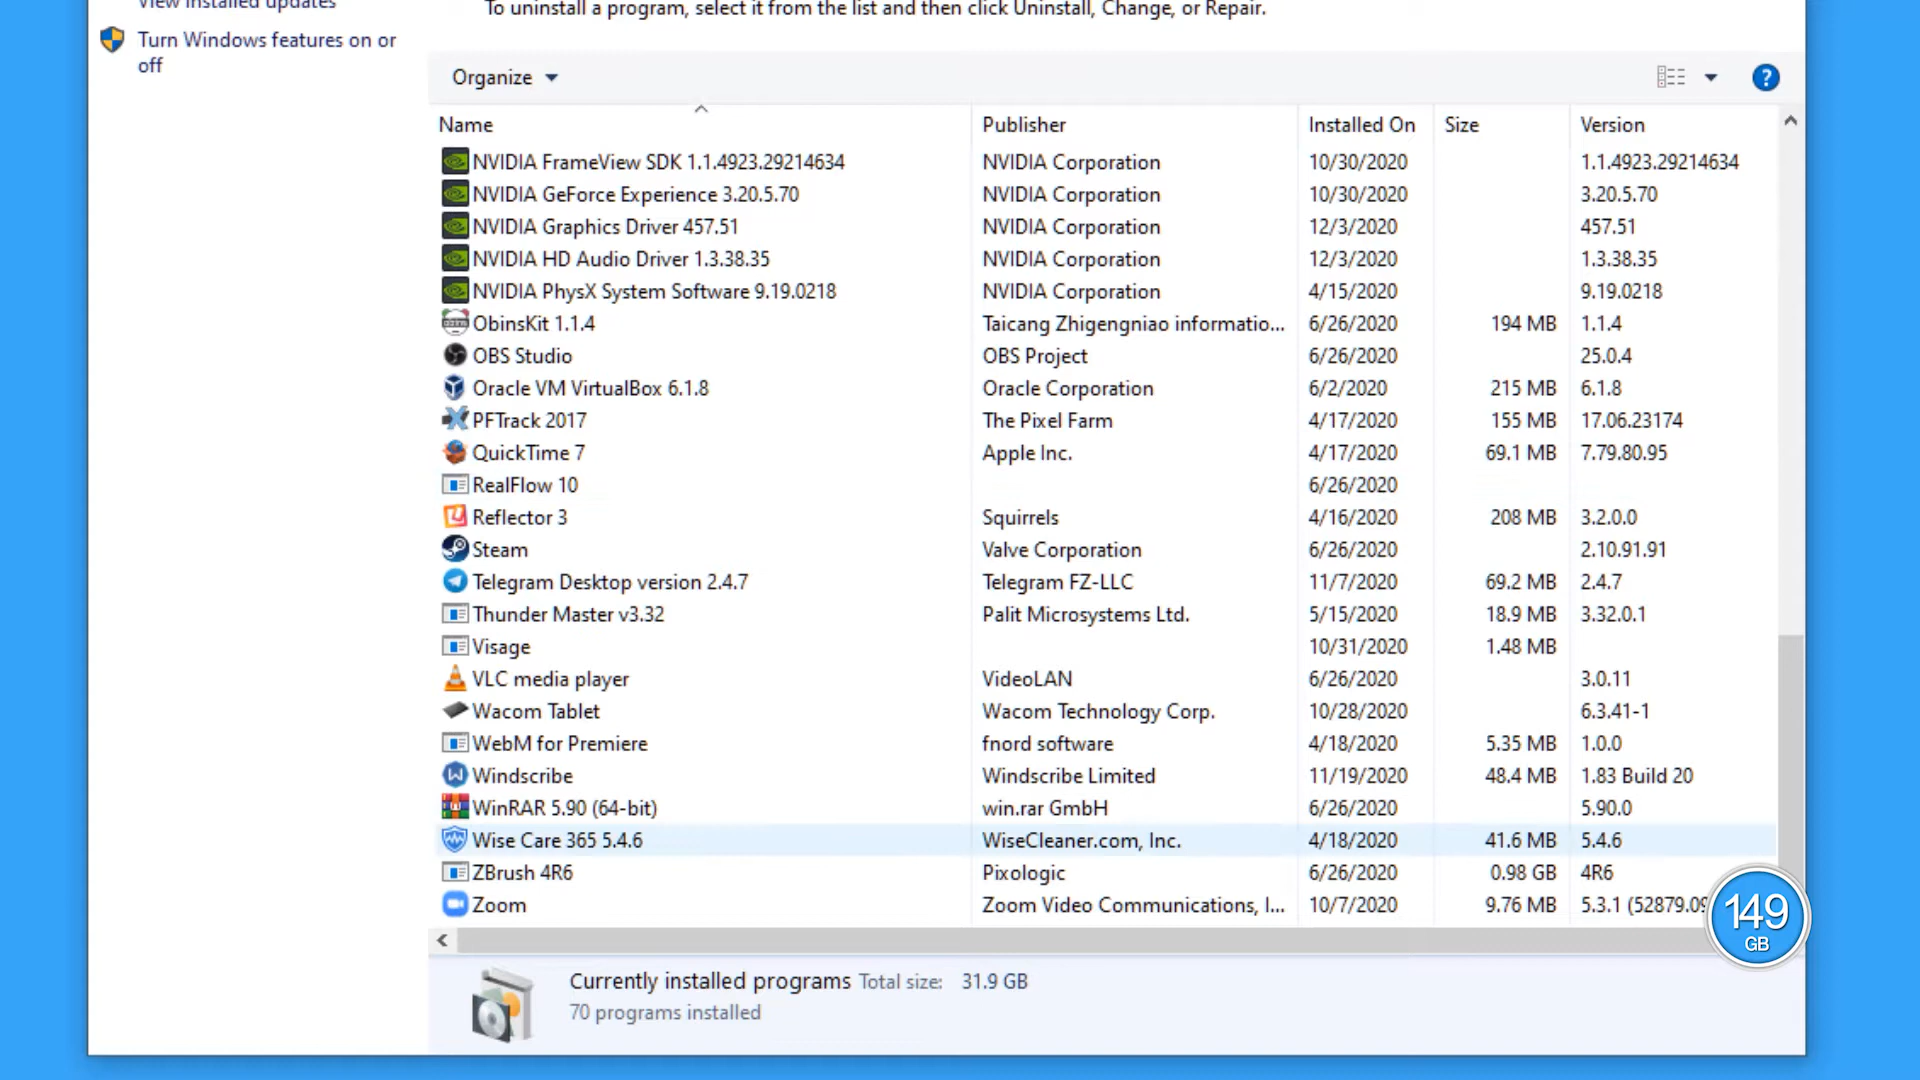 View installed updates
To uninstall a program, select it from the list and then click Uninstall, Change, or Repair.
Turn Windows features on or
off
Organize
?
Name Publisher Installed On Size Version
NVIDIA FrameView SDK 1.1.4923.29214634 NVIDIA Corporation 10/30/2020 1.1.4923.29214634
NVIDIA GeForce Experience 3.20.5.70 NVIDIA Corporation 10/30/2020 3.20.5.70
NVIDIA Graphics Driver 457.51 NVIDIA Corporation 12/3/2020 457.51
NVIDIA HD Audio Driver 1.3.38.35 NVIDIA Corporation 12/3/2020 1.3.38.35
NVIDIA PhysX System Software 9.19.0218 NVIDIA Corporation 4/15/2020 9.19.0218
ObinsKit 1.1.4 Taicang Zhigengniao informatio... 6/26/2020 194 MB 1.1.4
OBS Studio OBS Project 6/26/2020 25.0.4
Oracle VM VirtualBox 6.1.8 Oracle Corporation 6/2/2020 215 MB 6.1.8
PFTrack 2017 The Pixel Farm 4/17/2020 155 MB 17.06.23174
QuickTime 7 Apple Inc. 4/17/2020 69.1 MB 7.79.80.95
RealFlow 10 6/26/2020
Reflector 3 Squirrels 4/16/2020 208 MB 3.2.0.0
Steam Valve Corporation 6/26/2020 2.10.91.91
Telegram Desktop version 2.4.7 Telegram FZ-LLC 11/7/2020 69.2 MB 2.4.7
Thunder Master v3.32 Palit Microsystems Ltd. 5/15/2020 18.9 MB 3.32.0.1
Visage 10/31/2020 1.48 MB
VLC media player VideoLAN 6/26/2020 3.0.11
Wacom Tablet Wacom Technology Corp. 10/28/2020 6.3.41-1
WebM for Premiere fnord software 4/18/2020 5.35 MB 1.0.0
Windscribe Windscribe Limited 11/19/2020 48.4 MB 1.83 Build 20
WinRAR 5.90 (64-bit) win.rar GmbH 6/26/2020 5.90.0
Wise Care 365 5.4.6 WiseCleaner.com, Inc. 4/18/2020 41.6 MB 5.4.6
ZBrush 4R6 Pixologic 6/26/2020 0.98 GB 4R6
Zoom Zoom Video Communications, I... 10/7/2020 9.76 MB 5.3.1 (52879.09
149
GB
Currently installed programs Total size: 31.9 GB
70 programs installed